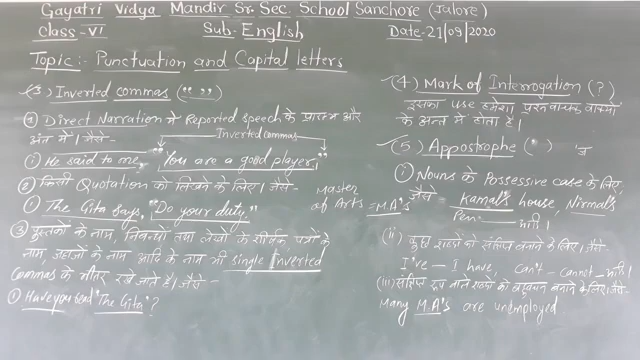 Gayatri Vidya Mandir Sr. Sec. School Sanchore (Jalore)
Class-VI Sub- English Date-21/09/2020
Topic:- Punctuation and Capital letters
(3) Inverted commas (“ ”)
① Direct Narration में Reported speech के प्रारम्भ और
अंत में। जैसे-
Inverted commas
① He said to me, "You are a good player."
② किसी Quotation को लिखने के लिए। जैसे-
① The Gita says, "Do your duty."
③ पुस्तकों के नाम, निबन्धों तथा लेखों के शीर्षक, पत्रों के
नाम, जहाजों के नाम आदि के नाम भी single Inverted
Commas के भीतर रखे जाते है। जैसे-
① Have you read 'The Gita'?
Master
of Arts = M.A's
(4) Mark of Interrogation (?)
इसका use हमेशा प्रश्नवाचक वाक्यों
के अन्त में होता है।
(5) Appostrophe (')
(i) Nouns के Possessive case के लिए,
जैसे Kamal's house, Nirmal's
Pen आदि।
(ii) कुछ शब्दों को संक्षिप्त बनाने के लिए। जैसे-
I've - I have, can't - cannot आदि।
(iii) संक्षिप्त रूप वाले शब्दों को बहुवचन बनाने के लिए। जैसे-
Many M.A's are unemployed.